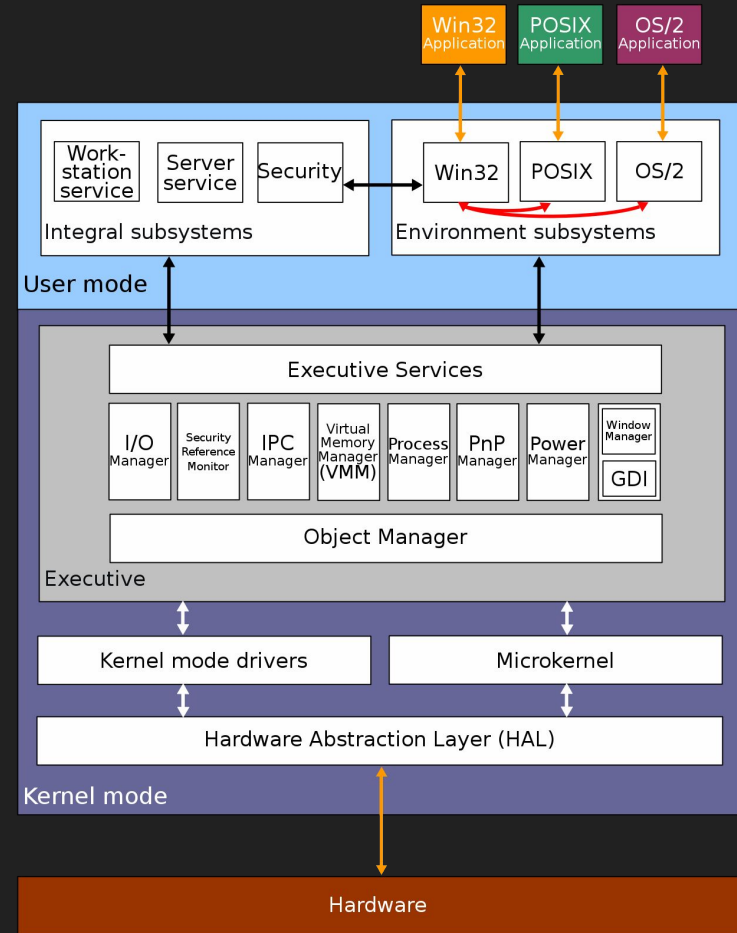 Win32
Application
POSIX
Application
OS/2
Application
Work-
station
service
Server
service
Security
Integral subsystems
Win32
POSIX
OS/2
Environment subsystems
User mode
Executive Services
I/O
Manager
Security
Reference
Monitor
IPC
Manager
Virtual
Memory
Manager
(VMM)
Process
Manager
PnP
Manager
Power
Manager
Window
Manager
GDI
Object Manager
Executive
Kernel mode drivers
Microkernel
Hardware Abstraction Layer (HAL)
Kernel mode
Hardware